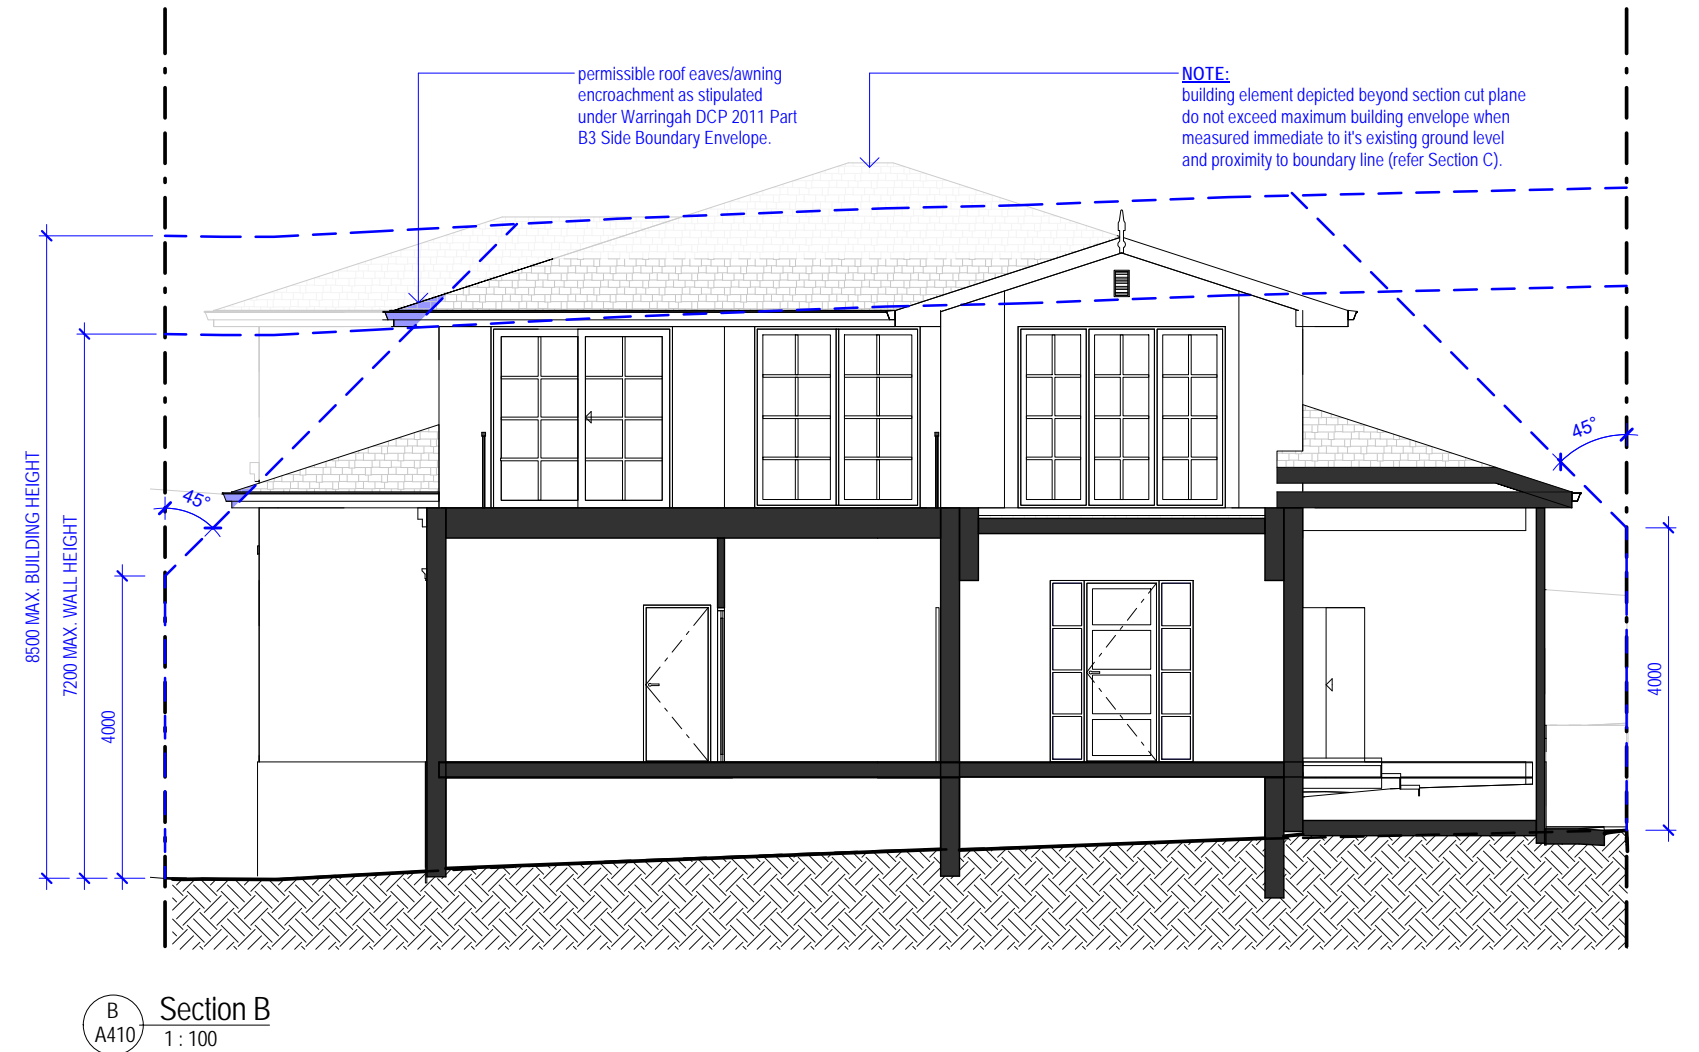 permissible roof eaves/awning
encroachment as stipulated
under Warringah DCP 2011 Part
B3 Side Boundary Envelope.
NOTE:
building element depicted beyond section cut plane
do not exceed maximum building envelope when
measured immediate to it's existing ground level
and proximity to boundary line (refer Section C).
45°
45°
8500 MAX. BUILDING HEIGHT
7200 MAX. WALL HEIGHT
4000
4000
B
A410
Section B
1 : 100